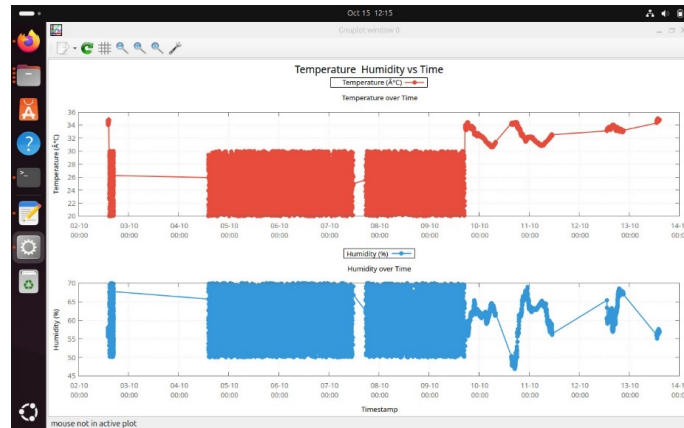 Oct 15 12:15
Gnuplot window 0
Temperature Humidity vs Time
Temperature (Â°C)
Temperature over Time
Temperature (Â°C)
36
34
32
30
28
26
24
22
20
02-10 03-10 04-10 05-10 06-10 07-10 08-10 09-10 10-10 11-10 12-10 13-10 14-1
00:00 00:00 00:00 00:00 00:00 00:00 00:00 00:00 00:00 00:00 00:00 00:00 00:0
Humidity (%)
Humidity over Time
Humidity (%)
70
65
60
55
50
45
02-10 03-10 04-10 05-10 06-10 07-10 08-10 09-10 10-10 11-10 12-10 13-10 14-1
00:00 00:00 00:00 00:00 00:00 00:00 00:00 00:00 00:00 00:00 00:00 00:00 00:0
Timestamp
mouse not in active plot